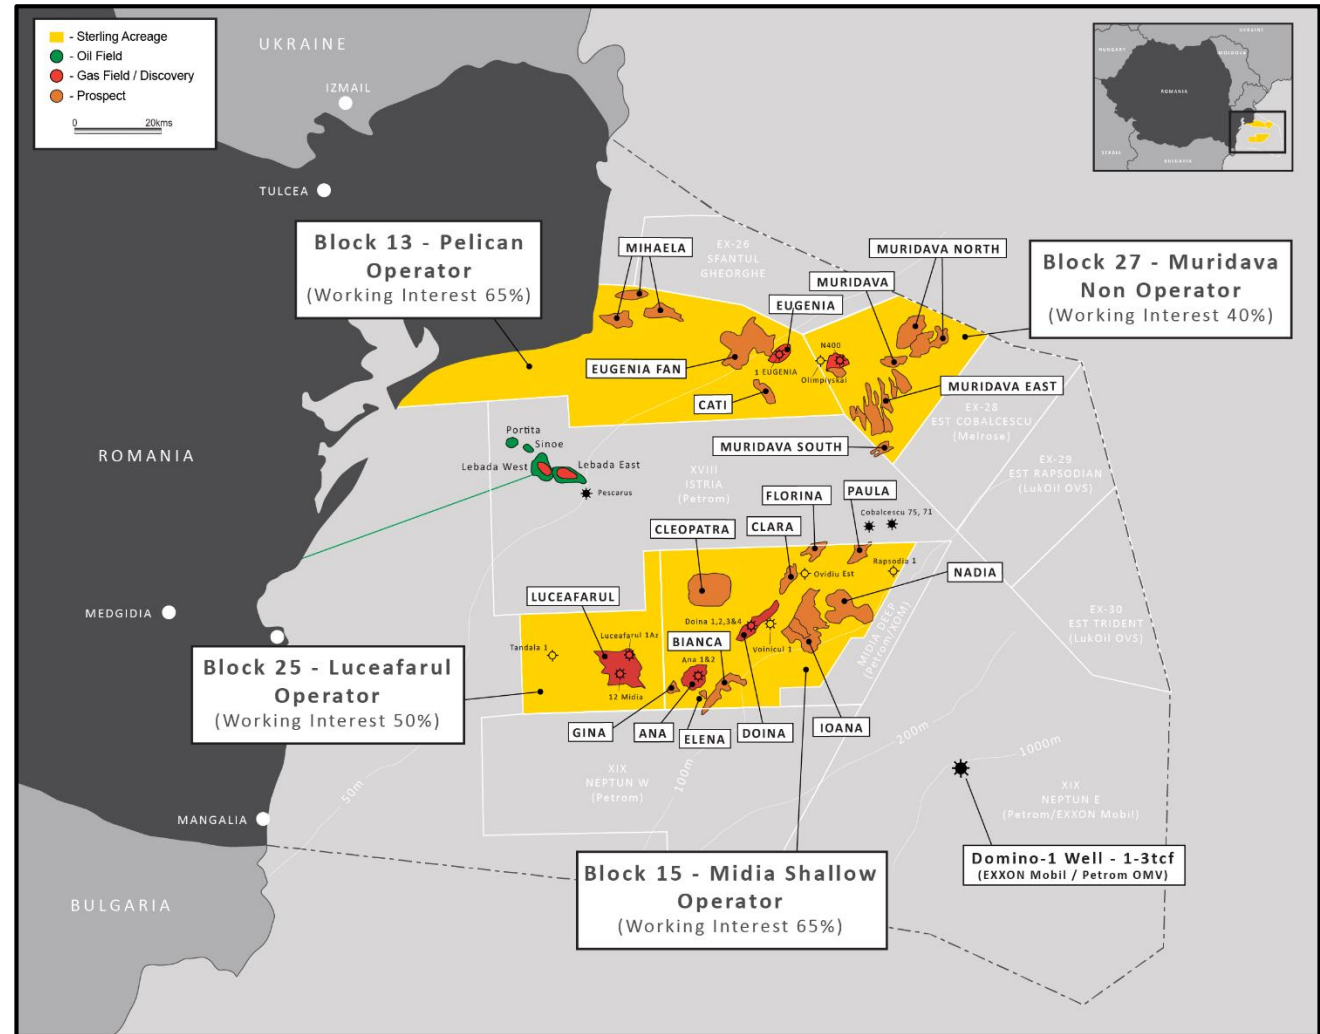 - Sterling Acreage
- Oil Field
- Gas Field / Discovery
- Prospect
0 20kms
UKRAINE
IZMAIL
TULCEA
HUNGARY
UKRAINE
MOLDOVA
ROMANIA
BULGARIA
Block 13 - Pelican
Operator
(Working Interest 65%)
MIHAELA
EX-26
SFANTUL
GHEORGHE
MURIDAVA NORTH
MURIDAVA
EUGENIA
Block 27 - Muridava
Non Operator
(Working Interest 40%)
N400
Olimpiyskai
1 EUGENIA
EUGENIA FAN
CATI
MURIDAVA EAST
EX-28
EST COBALCESCU
(Melrose)
MURIDAVA SOUTH
EX-29
EST RAPSODIAN
(LukOil OVS)
Portita
Sinoe
Lebada West
Lebada East
Pescarus
XVIII
ISTRIA
(Petrom)
ROMANIA
FLORINA
PAULA
Cobalcescu 75, 71
CLEOPATRA
CLARA
Ovidiu Est
Rapsodia 1
NADIA
MEDGIDIA
LUCEAFARUL
Doina 1,2,3&4
Luceafarul 1Az
Tandala 1
BIANCA
Voinicul 1
Ana 1&2
12 Midia
MIDIA DEEP
(Petrom/XOM)
EX-30
EST TRIDENT
(LukOil OVS)
Block 25 - Luceafarul
Operator
(Working Interest 50%)
GINA
ANA
ELENA
DOINA
IOANA
50m
100m
200m
1000m
XIX
NEPTUN W
(Petrom)
XIX
NEPTUN E
(Petrom/EXXON Mobil)
MANGALIA
Domino-1 Well - 1-3tcf
(EXXON Mobil / Petrom OMV)
Block 15 - Midia Shallow
Operator
(Working Interest 65%)
BULGARIA